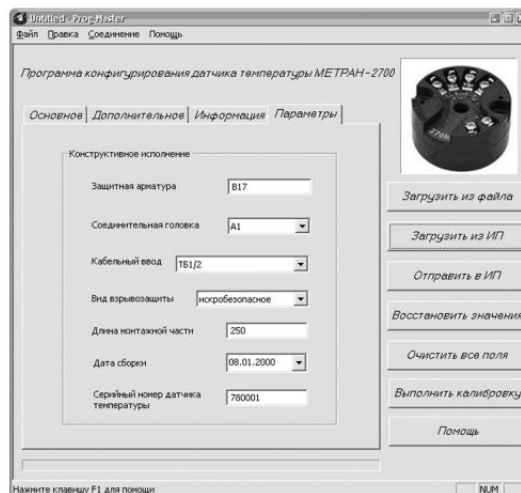 Untitled - Prog-Master
Файл Правка Соединение Помощь
Программа конфигурирования датчика температуры МЕТРАН-2700
Основное Дополнительное Информация Параметры
Конструктивное исполнение
Защитная арматура В17
Соединительная головка А1
Кабельный ввод ТБ1/2
Вид взрывозащиты искробезопасное
Длина монтажной части 250
Дата сборки 08.01.2000
Серийный номер датчика температуры 780001
Загрузить из файла
Загрузить из ИП
Отправить в ИП
Восстановить значения
Очистить все поля
Выполнить калибровку
Помощь
Нажмите клавишу F1 для помощи
NUM